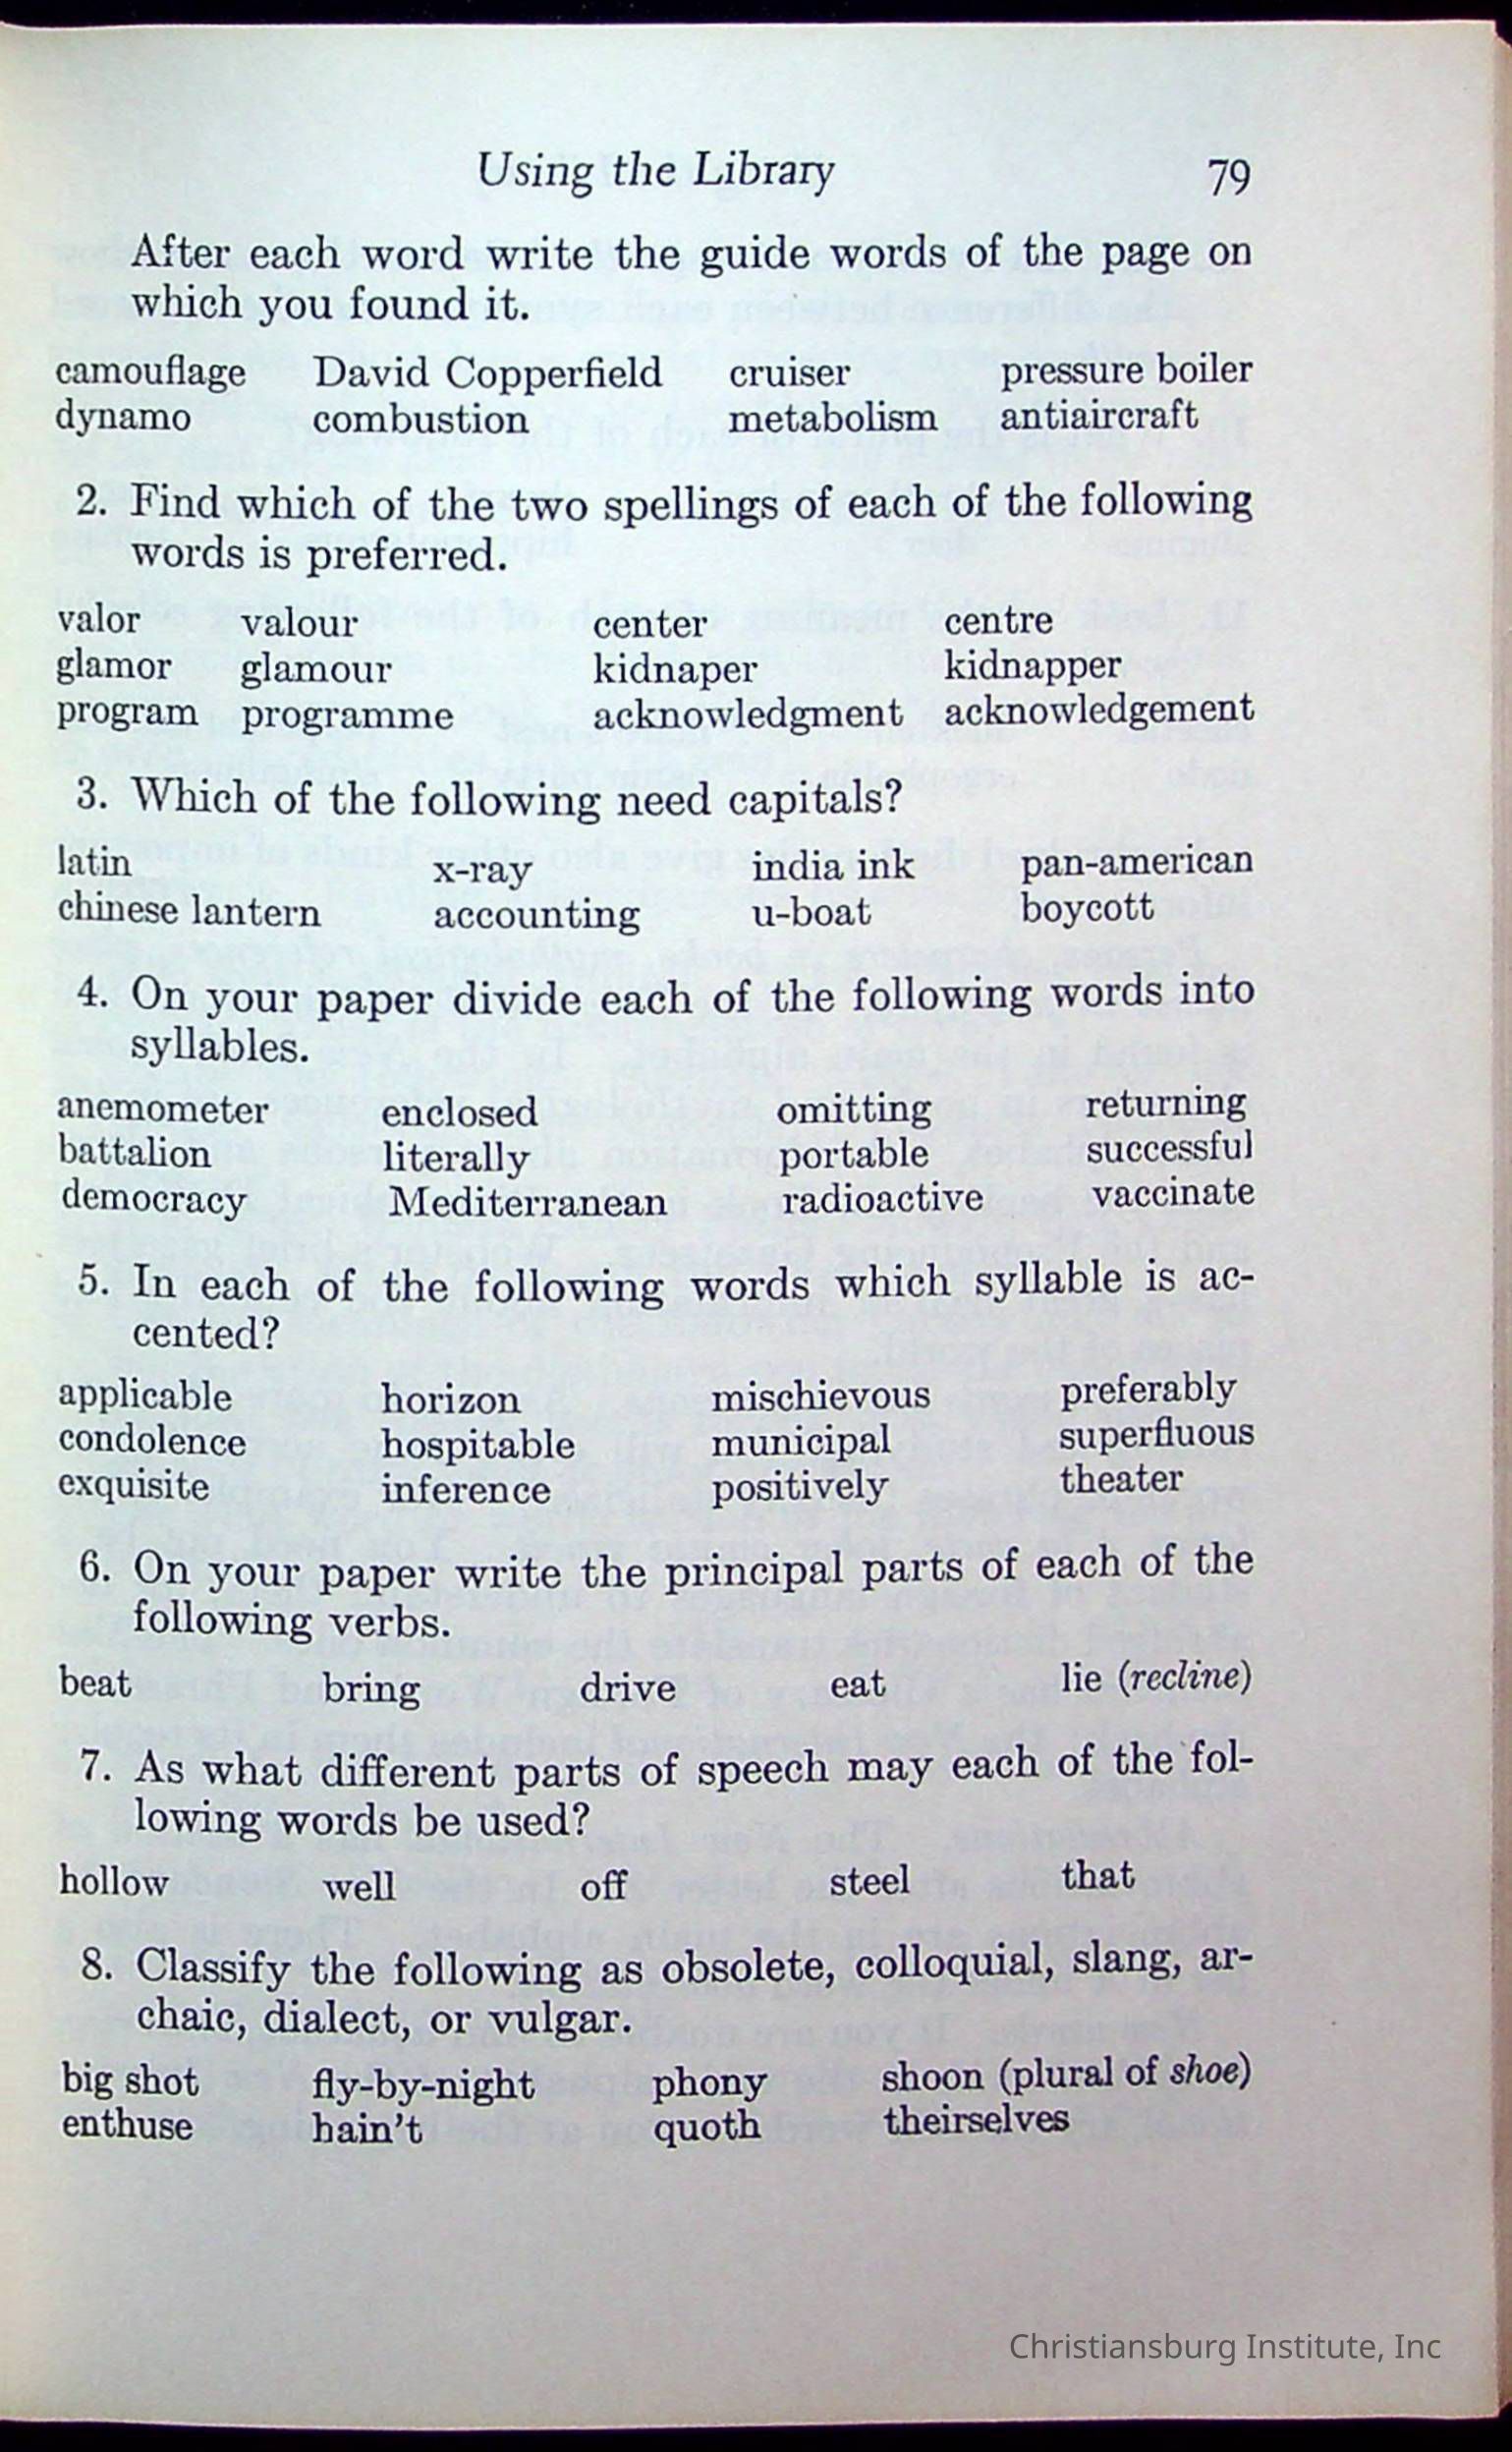 Using the Library 79
After each word write the guide words of the page on
which you found it.
camouflage David Copperfield cruiser pressure boiler
dynamo combustion metabolism antiaircraft
2. Find which of the two spellings of each of the following
words is preferred.
valor valour center centre
glamor glamour kidnaper kidnapper
program programme acknowledgment acknowledgement
3. Which of the following need capitals?
latin x-ray india ink pan-american
chinese lantern accounting u-boat boycott
4. On your paper divide each of the following words into
syllables.
anemometer enclosed omitting returning
battalion literally portable successful
democracy Mediterranean radioactive vaccinate
5. In each of the following words which syllable is ac-
cented?
applicable horizon mischievous preferably
condolence hospitable municipal superfluous
exquisite inference positively theater
6. On your paper write the principal parts of each of the
following verbs.
beat bring drive eat lie (recline)
7. As what different parts of speech may each of the fol-
lowing words be used?
hollow well off steel that
8. Classify the following as obsolete, colloquial, slang, ar-
chaic, dialect, or vulgar.
big shot fly-by-night phony shoon (plural of shoe)
enthuse hain't quoth theirselves
Christiansburg Institute, Inc